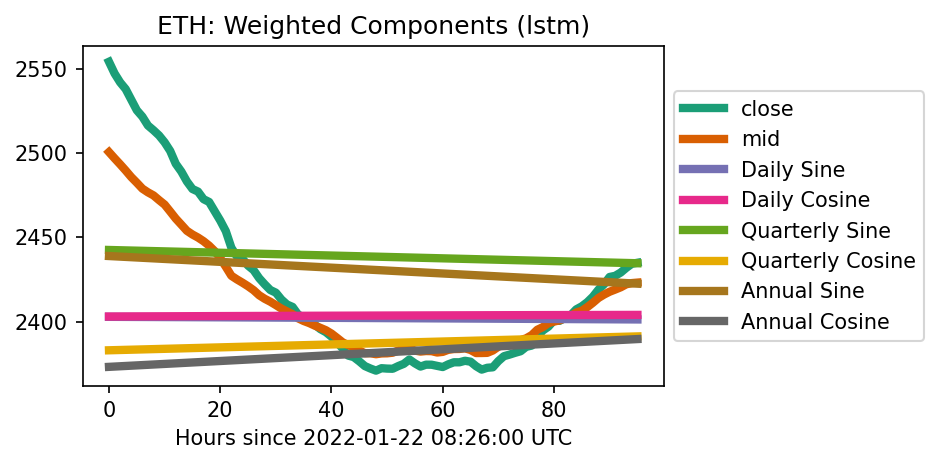 ETH: Weighted Components (lstm)
2550
2500
2450
2400
0 20 40 60 80
Hours since 2022-01-22 08:26:00 UTC
close
mid
Daily Sine
Daily Cosine
Quarterly Sine
Quarterly Cosine
Annual Sine
Annual Cosine